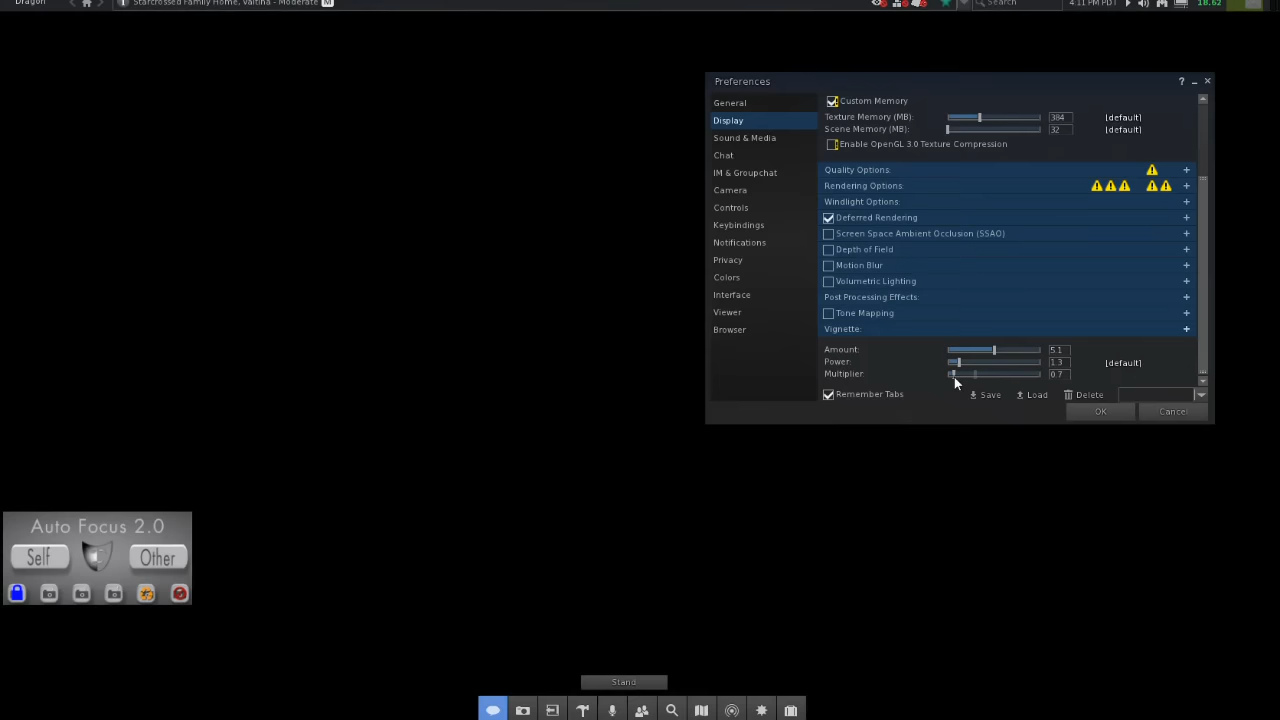 Dragon Starcrossed Family Home, Valtina - Moderate M Search 4:11 PM PDT 18.62
Preferences ?
General
Display
Sound & Media
Chat
IM & Groupchat
Camera
Controls
Keybindings
Notifications
Privacy
Colors
Interface
Viewer
Browser
Custom Memory
Texture Memory (MB): 384 [default]
Scene Memory (MB): 32 [default]
Enable OpenGL 3.0 Texture Compression
Quality Options: +
Rendering Options: +
Windlight Options: +
Deferred Rendering +
Screen Space Ambient Occlusion (SSAO) +
Depth of Field +
Motion Blur +
Volumetric Lighting +
Post Processing Effects: +
Tone Mapping +
Vignette: +
Amount: 5.1
Power: 1.3 [default]
Multiplier: 0.7
Remember Tabs Save Load Delete
OK Cancel
Auto Focus 2.0
Self Other
Stand